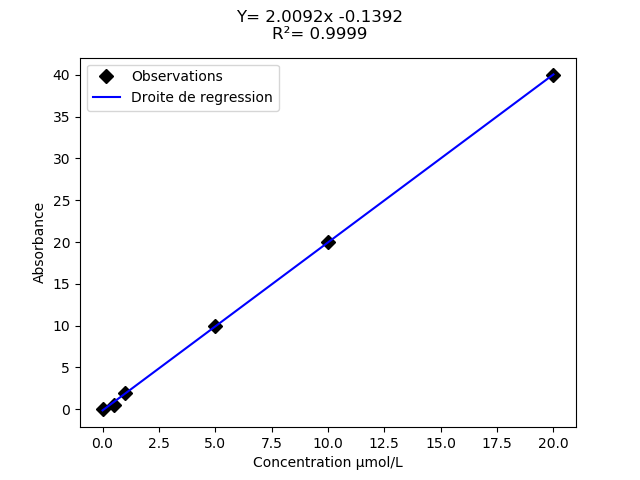 Y= 2.0092x -0.1392
R²= 0.9999
Observations
Droite de regression
Absorbance
40
35
30
25
20
15
10
5
0
0.0 2.5 5.0 7.5 10.0 12.5 15.0 17.5 20.0
Concentration µmol/L